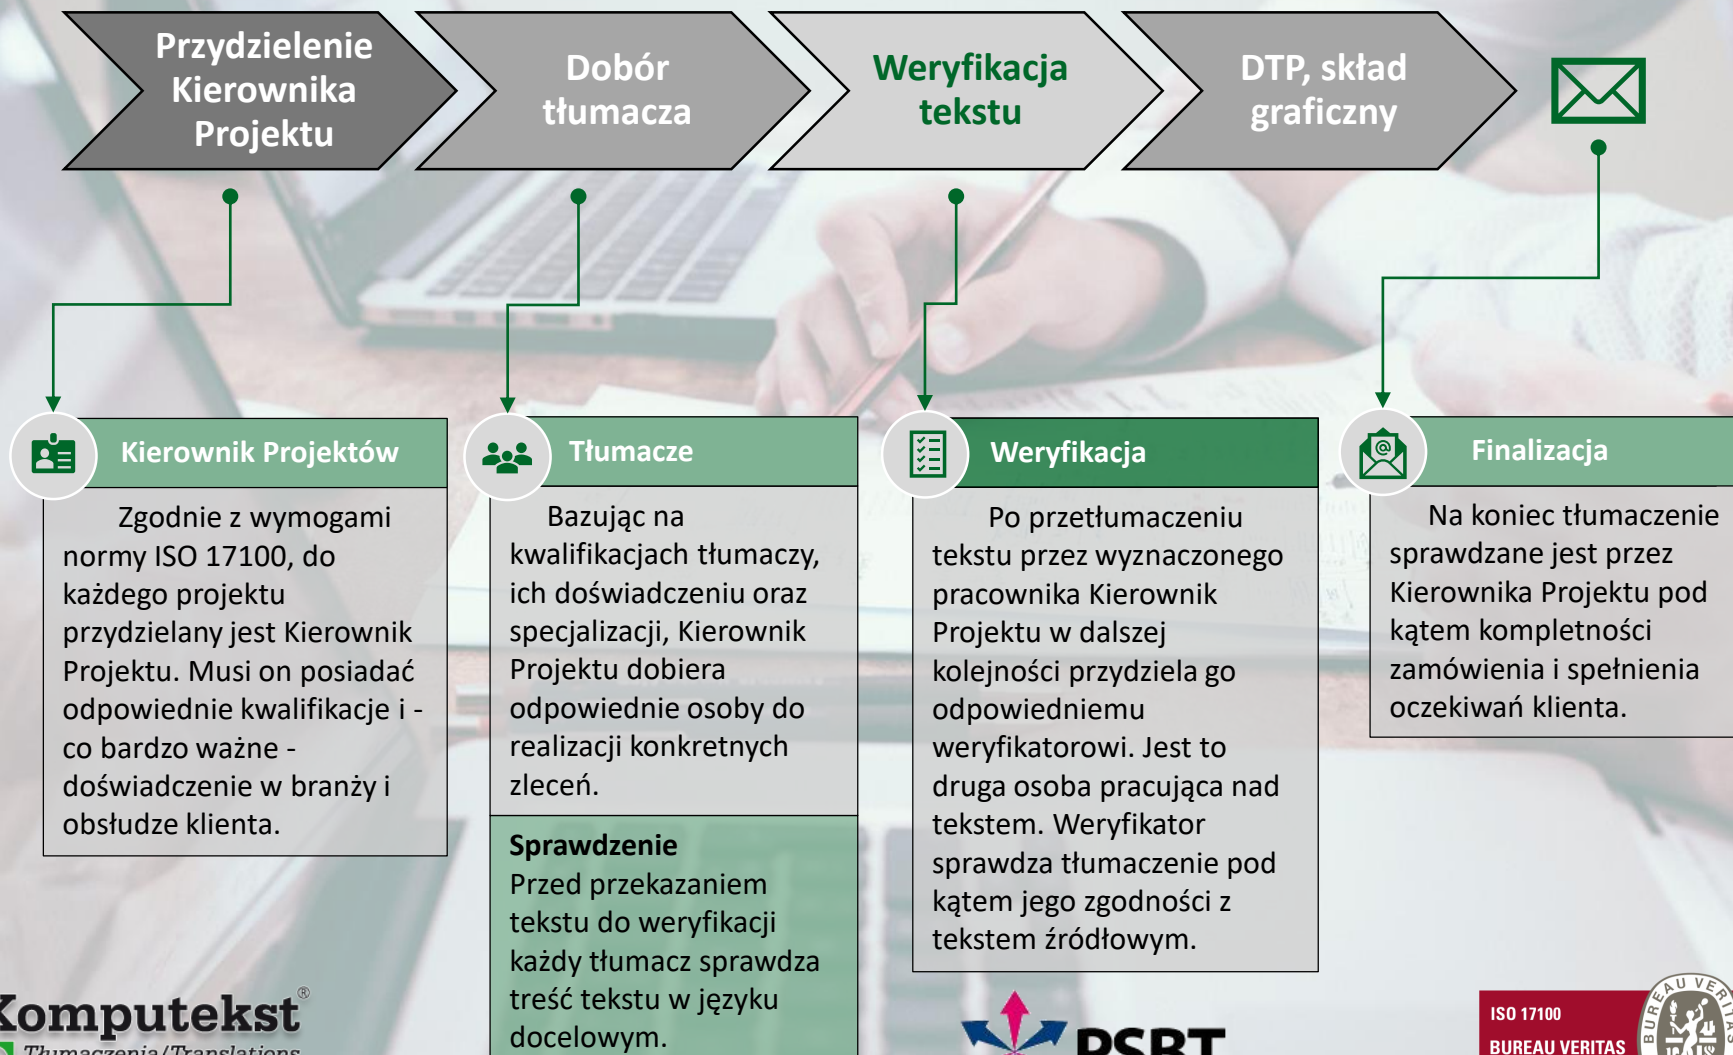 Przydzielenie
Kierownika
Projektu
Dobór
tłumacza
Weryfikacja
tekstu
DTP, skład
graficzny
Kierownik Projektów
Zgodnie z wymogami
normy ISO 17100, do
każdego projektu
przydzielany jest Kierownik
Projektu. Musi on posiadać
odpowiednie kwalifikacje i -
co bardzo ważne -
doświadczenie w branży i
obsłudze klienta.
Tłumacze
Bazując na
kwalifikacjach tłumaczy,
ich doświadczeniu oraz
specjalizacji, Kierownik
Projektu dobiera
odpowiednie osoby do
realizacji konkretnych
zleceń.
Sprawdzenie
Przed przekazaniem
tekstu do weryfikacji
każdy tłumacz sprawdza
treść tekstu w języku
docelowym.
Weryfikacja
Po przetłumaczeniu
tekstu przez wyznaczonego
pracownika Kierownik
Projektu w dalszej
kolejności przydziela go
odpowiedniemu
weryfikatorowi. Jest to
druga osoba pracująca nad
tekstem. Weryfikator
sprawdza tłumaczenie pod
kątem jego zgodności z
tekstem źródłowym.
Finalizacja
Na koniec tłumaczenie
sprawdzane jest przez
Kierownika Projektu pod
kątem kompletności
zamówienia i spełnienia
oczekiwań klienta.
Komputekst®
Tłumaczenia/Translations
PSBT
ISO 17100
BUREAU VERITAS
BUREAU VERITAS